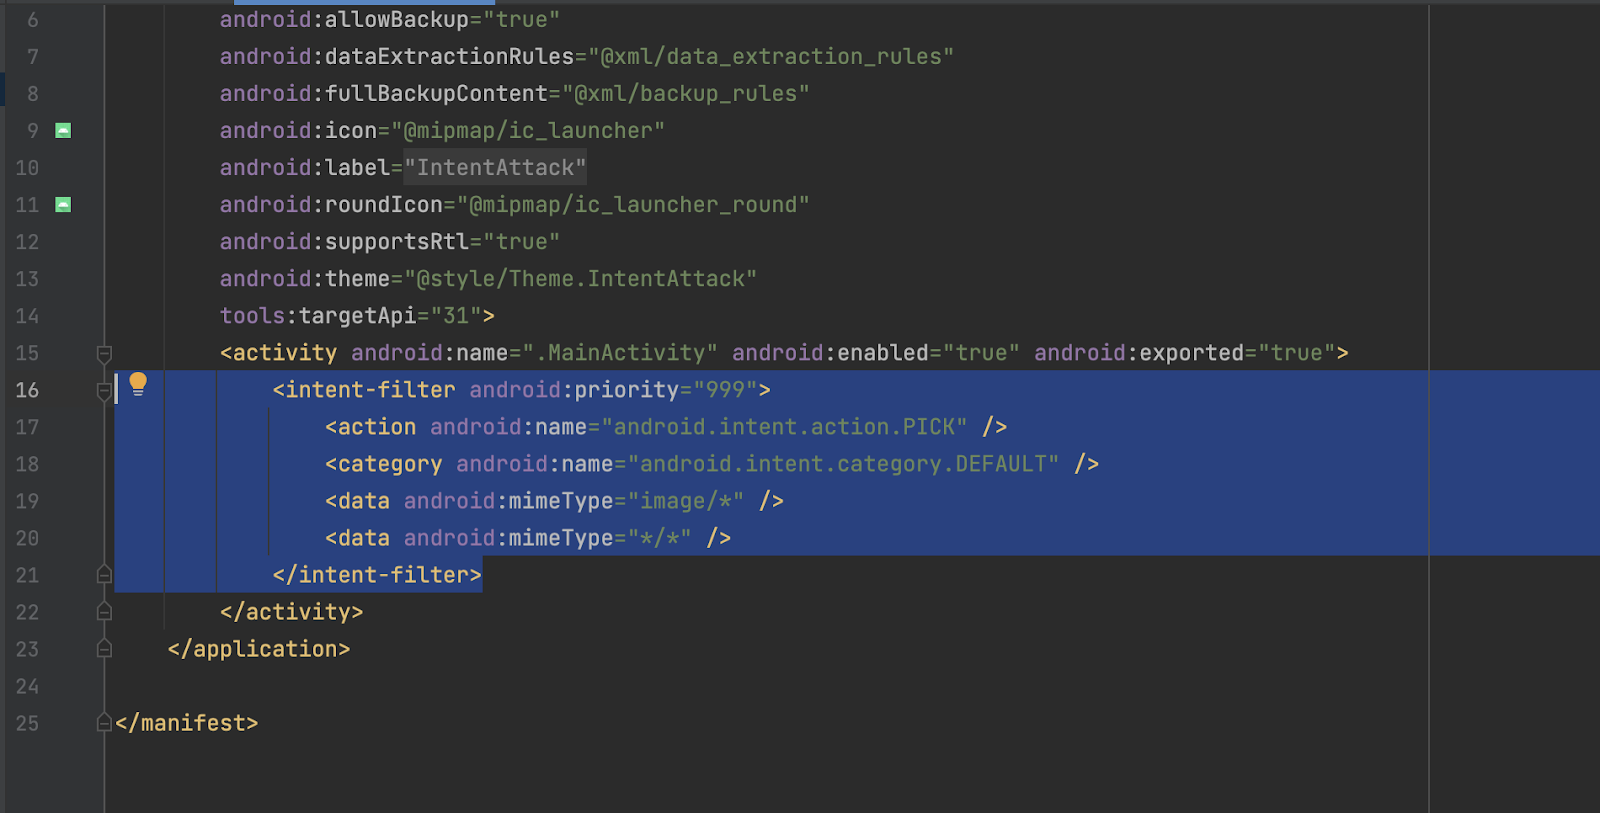 6 android:allowBackup="true"
7 android:dataExtractionRules="@xml/data_extraction_rules"
8 android:fullBackupContent="@xml/backup_rules"
9 android:icon="@mipmap/ic_launcher"
10 android:label="IntentAttack"
11 android:roundIcon="@mipmap/ic_launcher_round"
12 android:supportsRtl="true"
13 android:theme="@style/Theme.IntentAttack"
14 tools:targetApi="31">
15 <activity android:name=".MainActivity" android:enabled="true" android:exported="true">
16 <intent-filter android:priority="999">
17 <action android:name="android.intent.action.PICK" />
18 <category android:name="android.intent.category.DEFAULT" />
19 <data android:mimeType="image/*" />
20 <data android:mimeType="*/*" />
21 </intent-filter>
22 </activity>
23 </application>
24
25 </manifest>